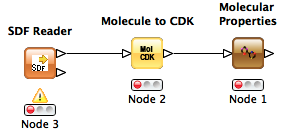 Molecular
Molecule to CDK Properties
SDF Reader
SDF
Mol
CDK
Node 3
Node 2
Node 1